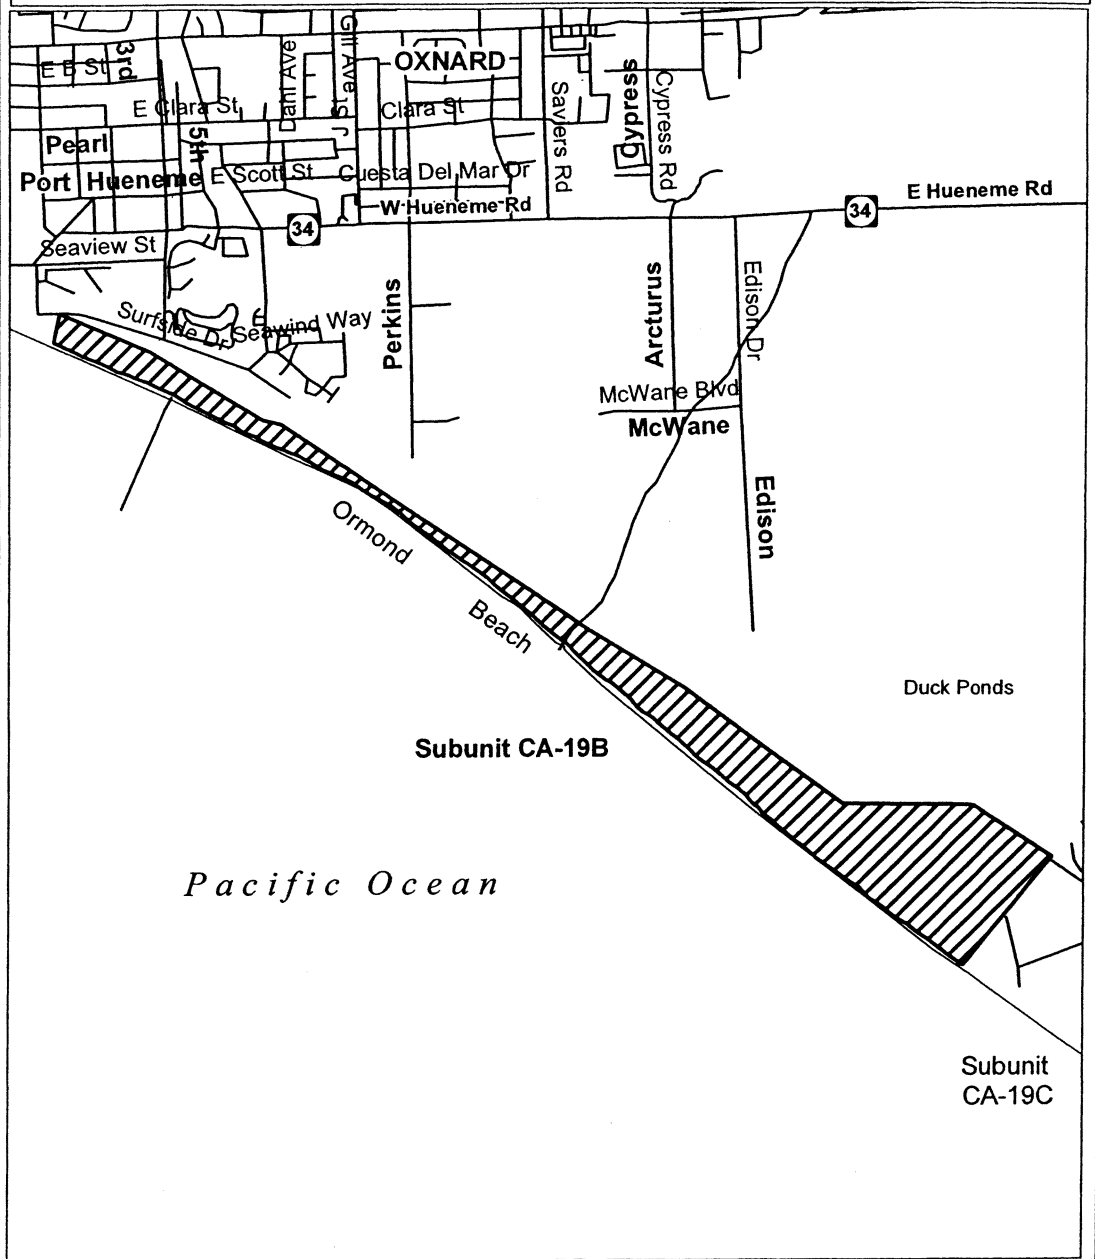 OXNARD
3rd
E B St
Dahl Ave
Gill Ave
E Clara St
Clara St
J St
Saviers Rd
Cypress
Cypress Rd
Pearl
5th
Port Hueneme
E Scott St
Cuesta Del Mar Dr
W Hueneme Rd
E Hueneme Rd
34
34
Seaview St
Surfside Dr
Seawind Way
Perkins
Arcturus
Edison Dr
McWane Blvd
McWane
Edison
Ormond
Beach
Duck Ponds
Subunit CA-19B
Pacific Ocean
Subunit
CA-19C